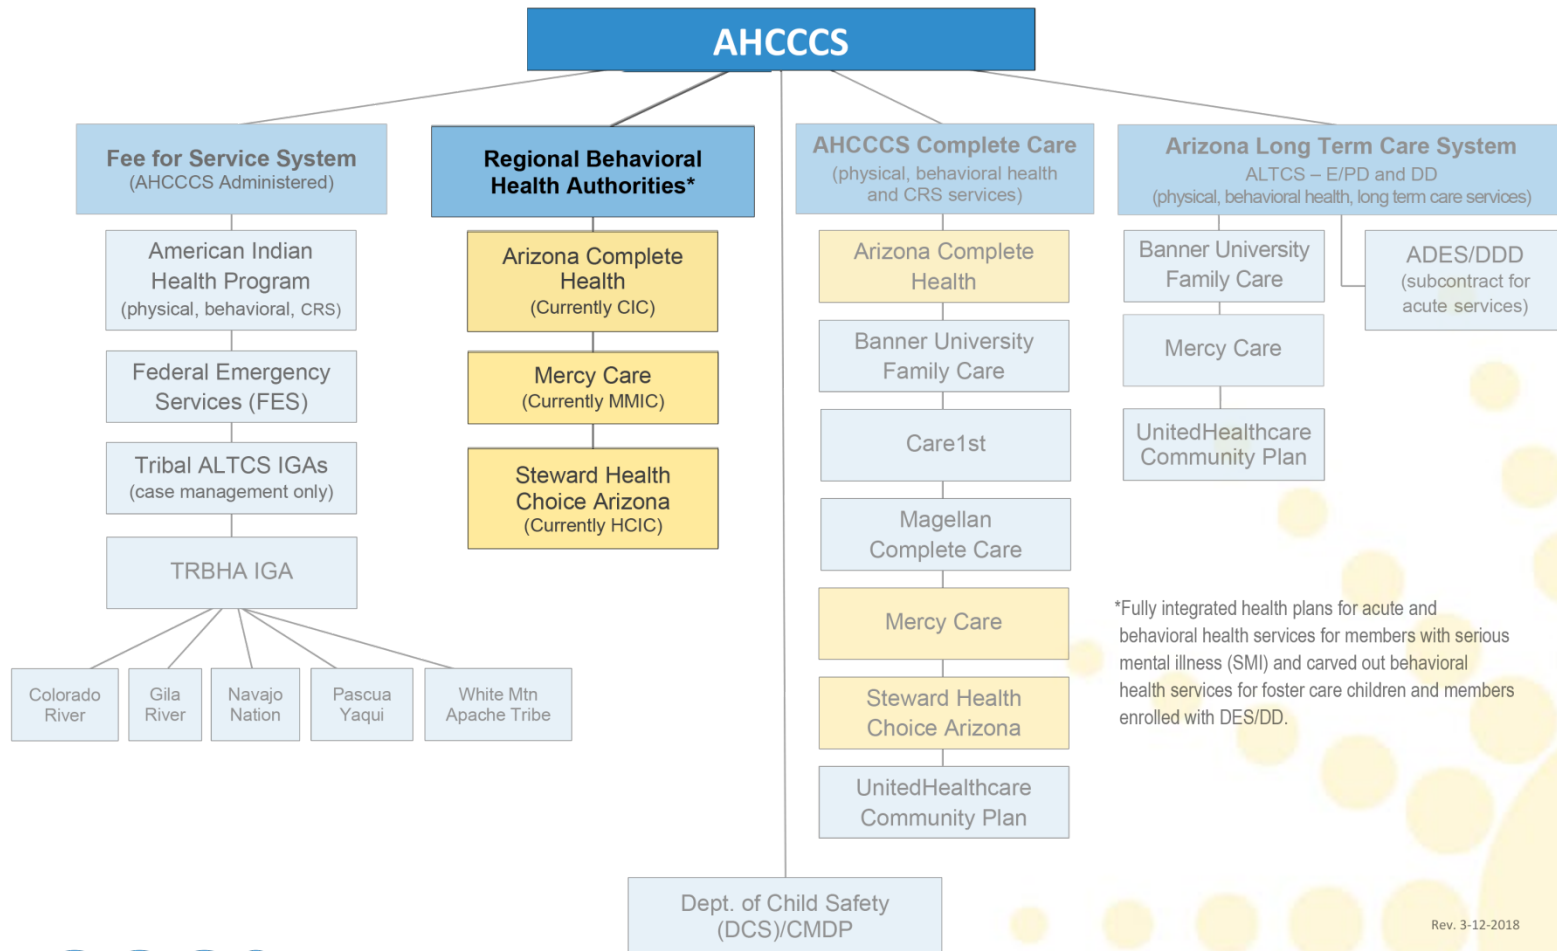 AHCCCS
Fee for Service System
(AHCCCS Administered)
American Indian
Health Program
(physical, behavioral, CRS)
Federal Emergency
Services (FES)
Tribal ALTCS IGAs
(case management only)
TRBHA IGA
Colorado
River
Gila
River
Navajo
Nation
Pascua
Yaqui
White Mtn
Apache Tribe
Regional Behavioral
Health Authorities*
Arizona Complete
Health
(Currently CIC)
Mercy Care
(Currently MMIC)
Steward Health
Choice Arizona
(Currently HCIC)
AHCCCS Complete Care
(physical, behavioral health
and CRS services)
Arizona Complete
Health
Banner University
Family Care
Care1st
Magellan
Complete Care
Mercy Care
Steward Health
Choice Arizona
UnitedHealthcare
Community Plan
Arizona Long Term Care System
ALTCS – E/PD and DD
(physical, behavioral health, long term care services)
Banner University
Family Care
Mercy Care
UnitedHealthcare
Community Plan
ADES/DDD
(subcontract for
acute services)
Dept. of Child Safety
(DCS)/CMDP
*Fully integrated health plans for acute and
behavioral health services for members with serious
mental illness (SMI) and carved out behavioral
health services for foster care children and members
enrolled with DES/DD.
Rev. 3-12-2018